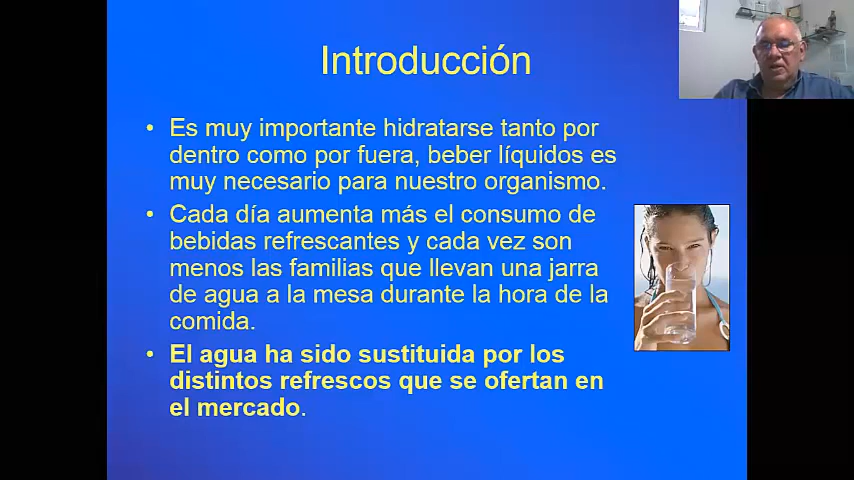 Introducción
• Es muy importante hidratarse tanto por
dentro como por fuera, beber líquidos es
muy necesario para nuestro organismo.
• Cada día aumenta más el consumo de
bebidas refrescantes y cada vez son
menos las familias que llevan una jarra
de agua a la mesa durante la hora de la
comida.
• El agua ha sido sustituida por los
distintos refrescos que se ofertan en
el mercado.